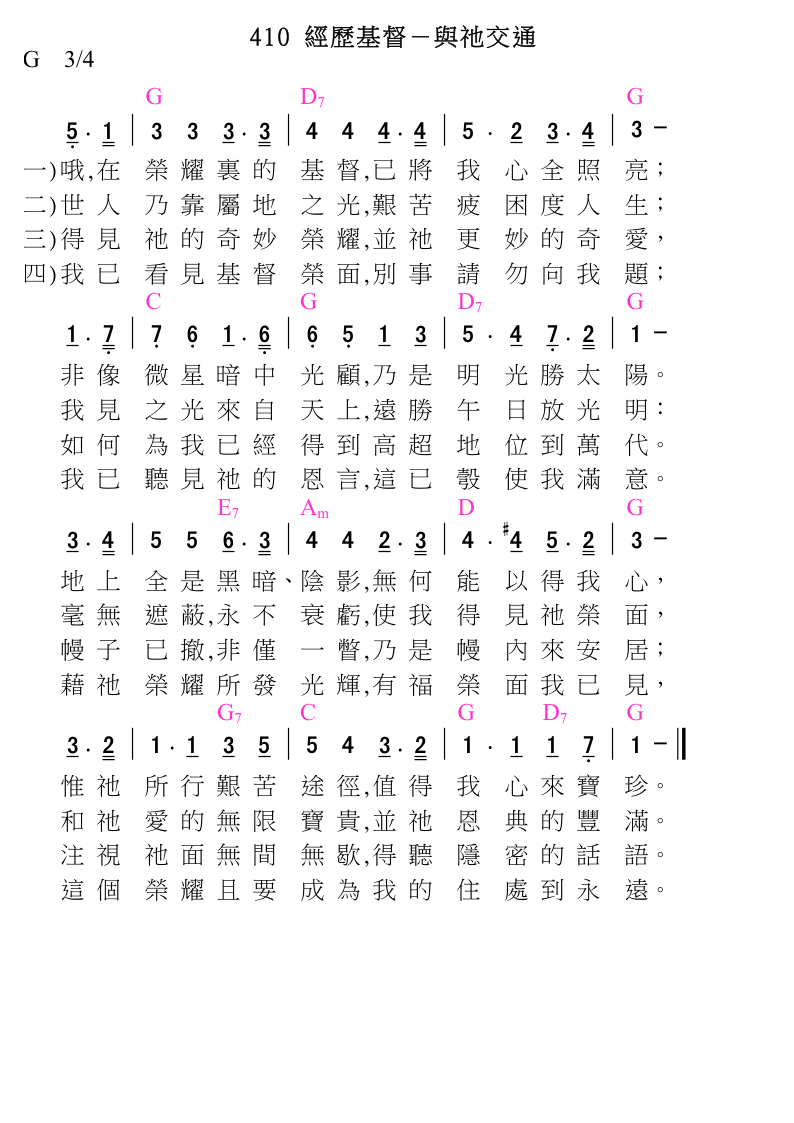 410 經歷基督－與祂交通
G 3/4
G D7 G
5 . 1 | 3 3 3 . 3 | 4 4 4 . 4 | 5 . 2 3 . 4 | 3 –
一)哦,在 榮耀裏的 基督,已將 我心全照 亮；
二)世人 乃靠屬地 之光,艱苦 疲困度人 生；
三)得見 祂的奇妙 榮耀,並祂 更妙的奇 愛，
四)我已 看見基督 榮面,別事 請勿向我 題；
C G D7 G
1 . 7 | 7 6 1 . 6 | 6 5 1 3 | 5 . 4 7 . 2 | 1 –
非像 微星暗中 光顧,乃是 明光勝太 陽。
我見 之光來自 天上,遠勝 午日放光 明：
如何 為我已經 得到高超 地位到萬 代。
我已 聽見祂的 恩言,這已 彀使我滿 意。
E7 Am D G
3 . 4 | 5 5 6 . 3 | 4 4 2 . 3 | 4 . #4 5 . 2 | 3 –
地上 全是黑暗、陰影,無何 能以得我 心，
毫無 遮蔽,永不 衰虧,使我 得見祂榮 面，
幔子 已撤,非僅 一瞥,乃是 幔內來安 居；
藉祂 榮耀所發 光輝,有福 榮面我已 見，
G7 C G D7 G
3 . 2 | 1 . 1 3 5 | 5 4 3 . 2 | 1 . 1 1 7 | 1 – ‖
惟祂 所行艱苦 途徑,值得 我心來寶 珍。
和祂 愛的無限 寶貴,並祂 恩典的豐 滿。
注視 祂面無間 無歇,得聽 隱密的話 語。
這個 榮耀且要 成為我的 住處到永 遠。